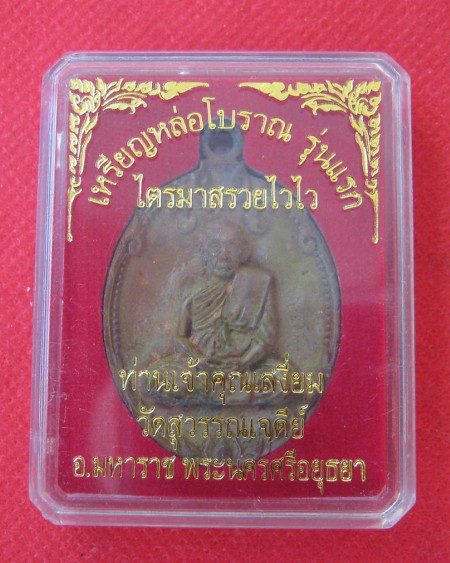 เหรียญหล่อโบราณ รุ่นแรก
ไตรมาสรวยไวไว
ท่านเจ้าคุณเสงี่ยม
วัดสุวรรณเจดีย์
อ.มหาราช พระนครศรีอยุธยา